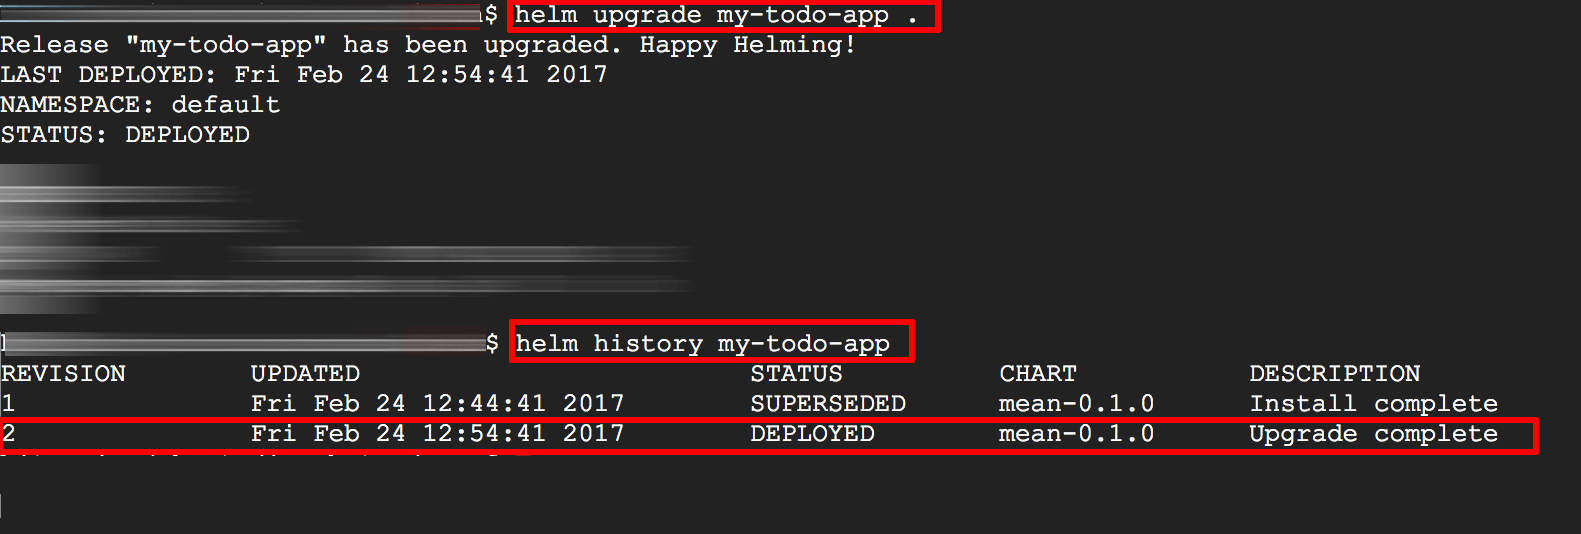 $ helm upgrade my-todo-app .
Release "my-todo-app" has been upgraded. Happy Helming!
LAST DEPLOYED: Fri Feb 24 12:54:41 2017
NAMESPACE: default
STATUS: DEPLOYED
$ helm history my-todo-app
REVISION UPDATED STATUS CHART DESCRIPTION
1 Fri Feb 24 12:44:41 2017 SUPERSEDED mean-0.1.0 Install complete
2 Fri Feb 24 12:54:41 2017 DEPLOYED mean-0.1.0 Upgrade complete